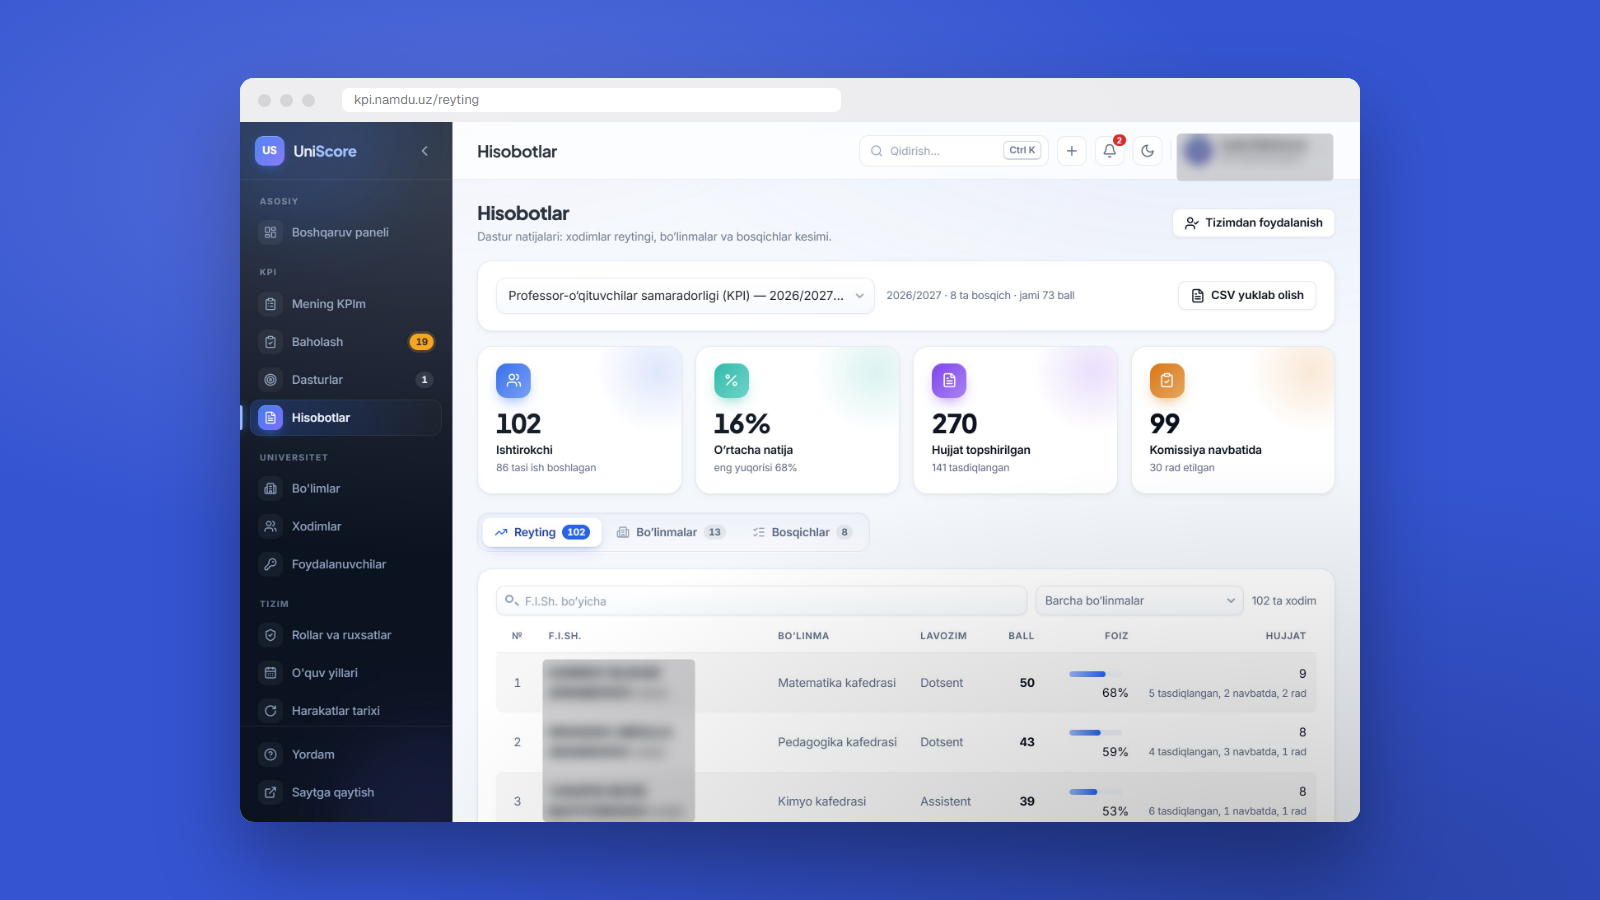 kpi.namdu.uz/reyting
US UniScore
ASOSIY
Boshqaruv paneli
KPI
Mening KPIm
Baholash 19
Dasturlar 1
Hisobotlar
UNIVERSITET
Bo'limlar
Xodimlar
Foydalanuvchilar
TIZIM
Rollar va ruxsatlar
O'quv yillari
Harakatlar tarixi
Yordam
Saytga qaytish
Hisobotlar
Qidirish... Ctrl K
2
Hisobotlar
Dastur natijalari: xodimlar reytingi, bo'linmalar va bosqichlar kesimi.
Tizimdan foydalanish
Professor-o'qituvchilar samaradorligi (KPI) — 2026/2027... 2026/2027 · 8 ta bosqich · jami 73 ball
CSV yuklab olish
102
Ishtirokchi
86 tasi ish boshlagan
16%
O'rtacha natija
eng yuqorisi 68%
270
Hujjat topshirilgan
141 tasdiqlangan
99
Komissiya navbatida
30 rad etilgan
Reyting 102 Bo'linmalar 13 Bosqichlar 8
F.I.Sh. bo'yicha Barcha bo'linmalar 102 ta xodim
№ F.I.SH. BO'LINMA LAVOZIM BALL FOIZ HUJJAT
1 Matematika kafedrasi Dotsent 50 68% 9
5 tasdiqlangan, 2 navbatda, 2 rad
2 Pedagogika kafedrasi Dotsent 43 59% 8
4 tasdiqlangan, 3 navbatda, 1 rad
3 Kimyo kafedrasi Assistent 39 53% 8
6 tasdiqlangan, 1 navbatda, 1 rad